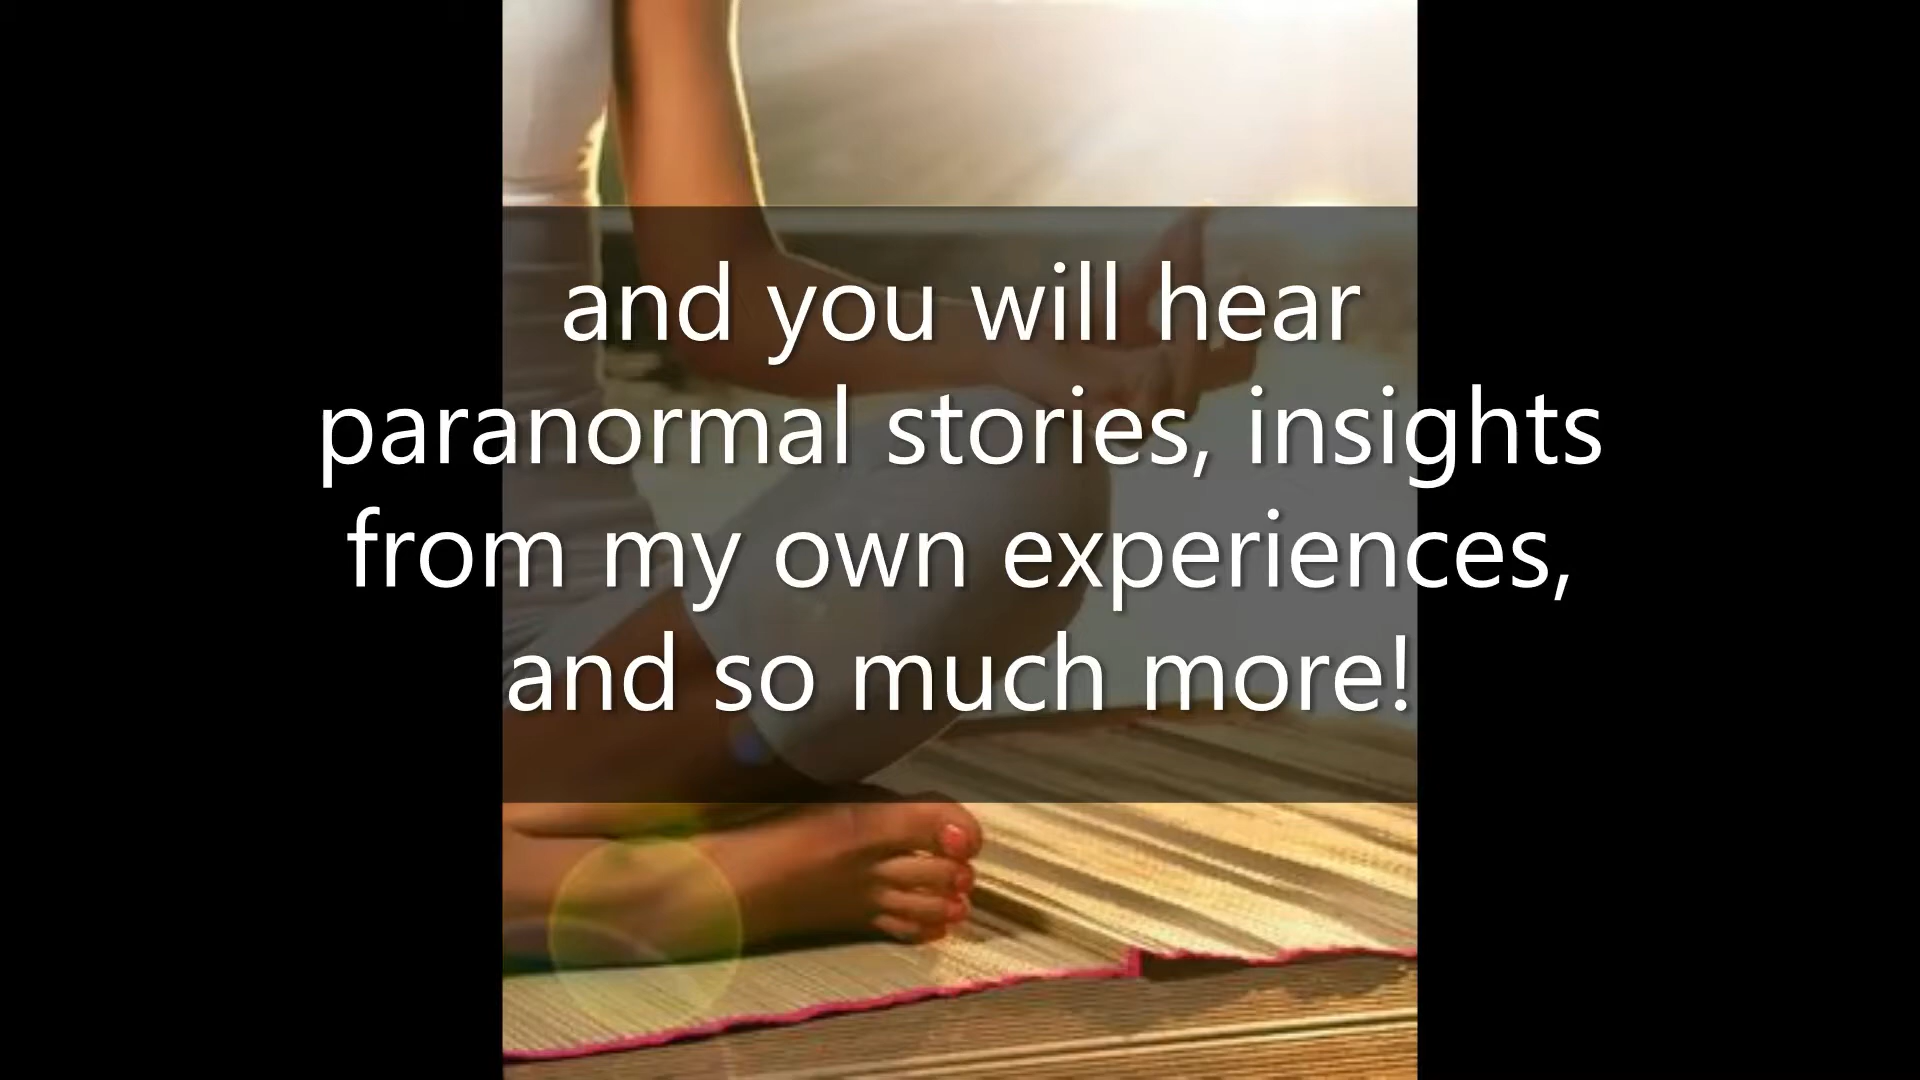 and you will hear
paranormal stories, insights
from my own experiences,
and so much more!